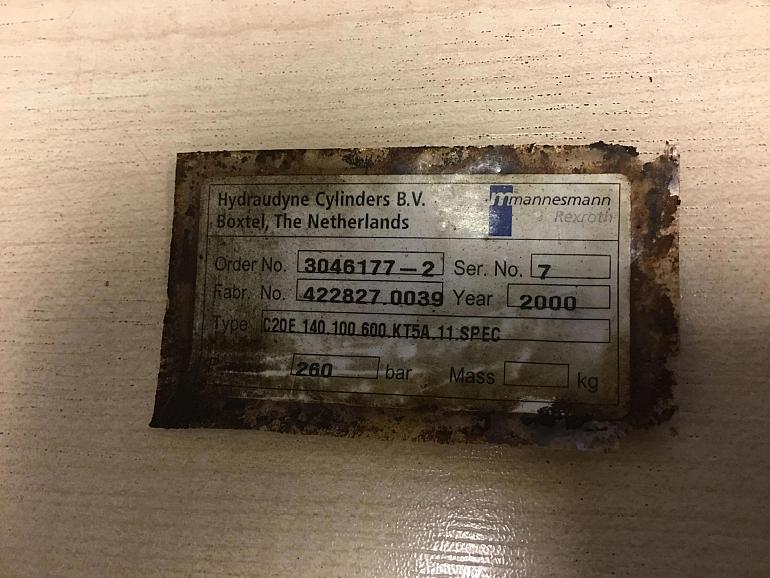 Hydraudyne Cylinders B.V.
Boxtel, The Netherlands
mannesmann
Rexroth
Order No. 3046177-2 Ser. No. 7
Fabr. No. 422827.0039 Year 2000
Type C20E.140.100.600.KT5A.11.SPEC
260 bar Mass kg